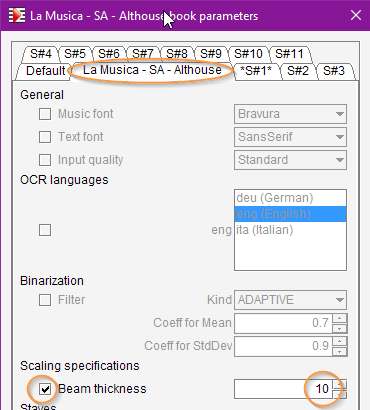 La Musica - SA - Althouse book parameters
S#4 S#5 S#6 S#7 S#8 S#9 S#10 S#11
Default La Musica - SA - Althouse *S#1* S#2 S#3
General
Music font Bravura
Text font SansSerif
Input quality Standard
OCR languages
deu (German)
eng (English)
eng ita (Italian)
Binarization
Filter Kind ADAPTIVE
Coeff for Mean 0.7
Coeff for StdDev 0.9
Scaling specifications
Beam thickness 10
Staves